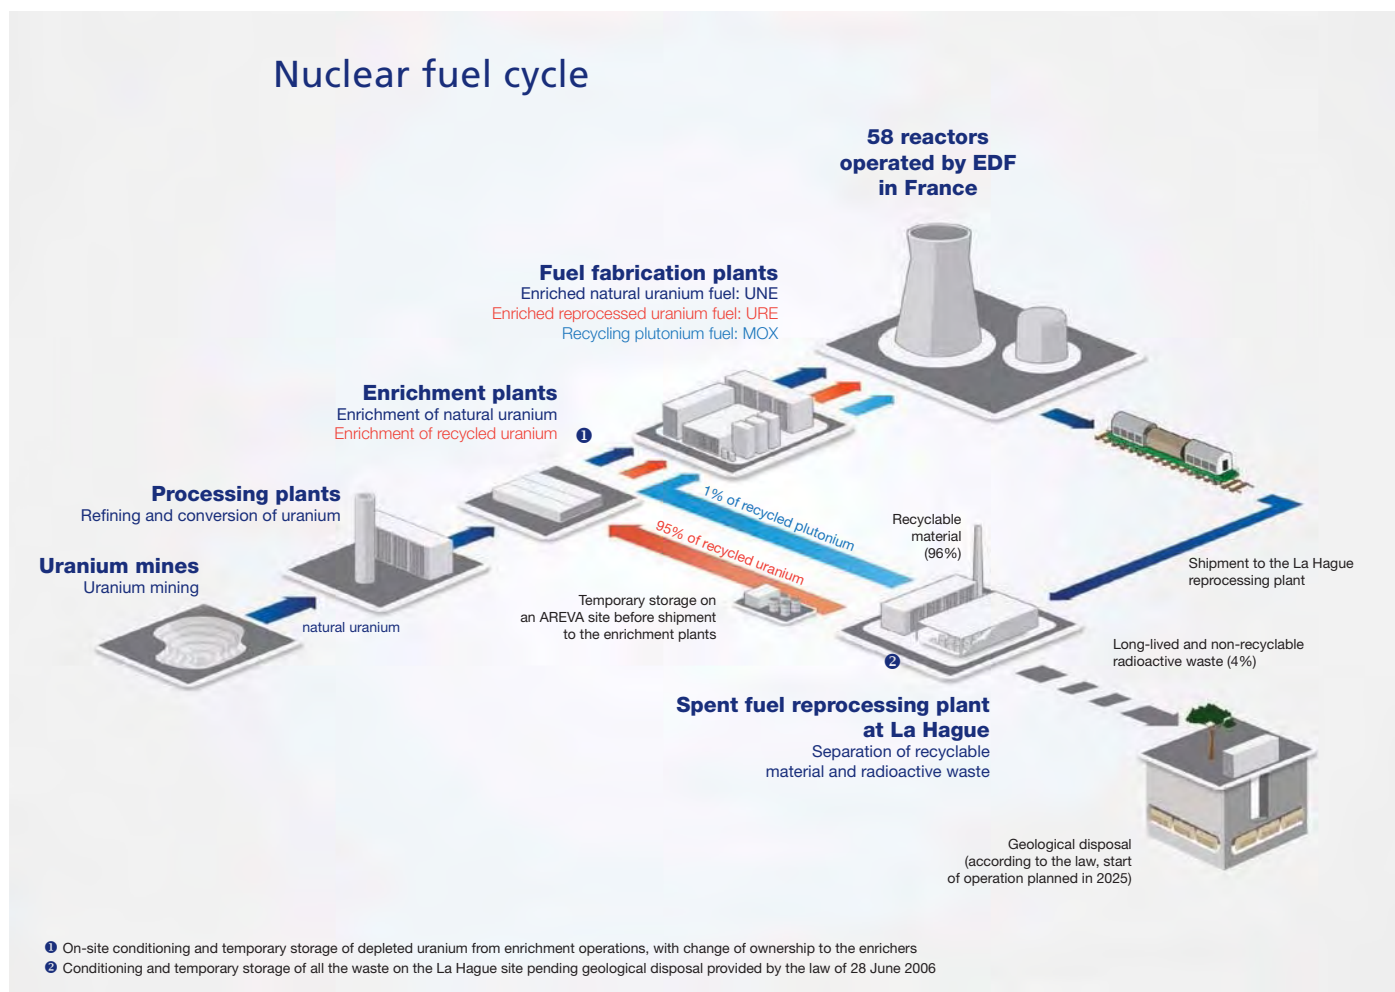 Nuclear fuel cycle
58 reactors
operated by EDF
in France
Fuel fabrication plants
Enriched natural uranium fuel: UNE
Enriched reprocessed uranium fuel: URE
Recycling plutonium fuel: MOX
Enrichment plants
Enrichment of natural uranium
Enrichment of recycled uranium
❶
Processing plants
Refining and conversion of uranium
Uranium mines
Uranium mining
natural uranium
1% of recycled plutonium
95% of recycled uranium
Recyclable
material
(96%)
Shipment to the La Hague
reprocessing plant
Temporary storage on
an AREVA site before shipment
to the enrichment plants
Long-lived and non-recyclable
radioactive waste (4%)
❷
Spent fuel reprocessing plant
at La Hague
Separation of recyclable
material and radioactive waste
Geological disposal
(according to the law, start
of operation planned in 2025)
❶ On-site conditioning and temporary storage of depleted uranium from enrichment operations, with change of ownership to the enrichers
❷ Conditioning and temporary storage of all the waste on the La Hague site pending geological disposal provided by the law of 28 June 2006